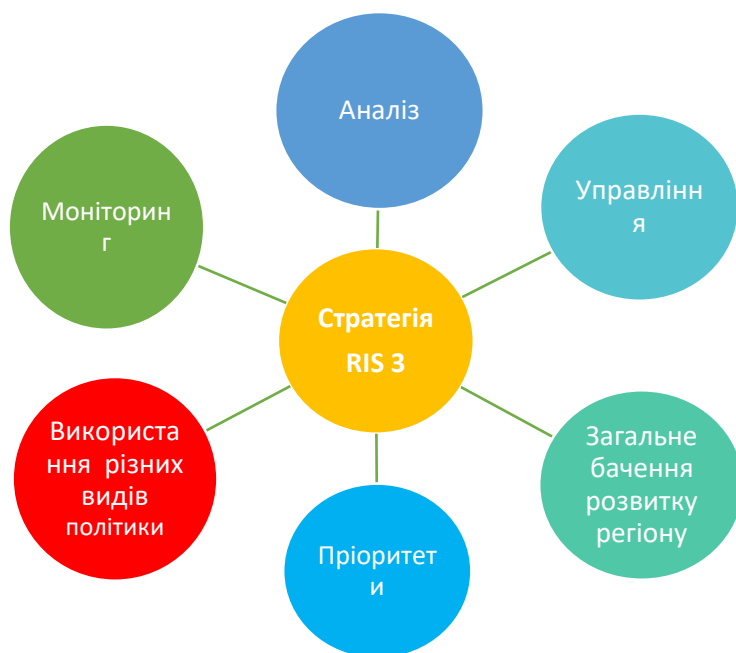 Аналіз
Управлінн
я
Моніторин
г
Стратегія
RIS 3
Використа
ння різних
видів
політики
Загальне
бачення
розвитку
регіону
Пріоритет
и